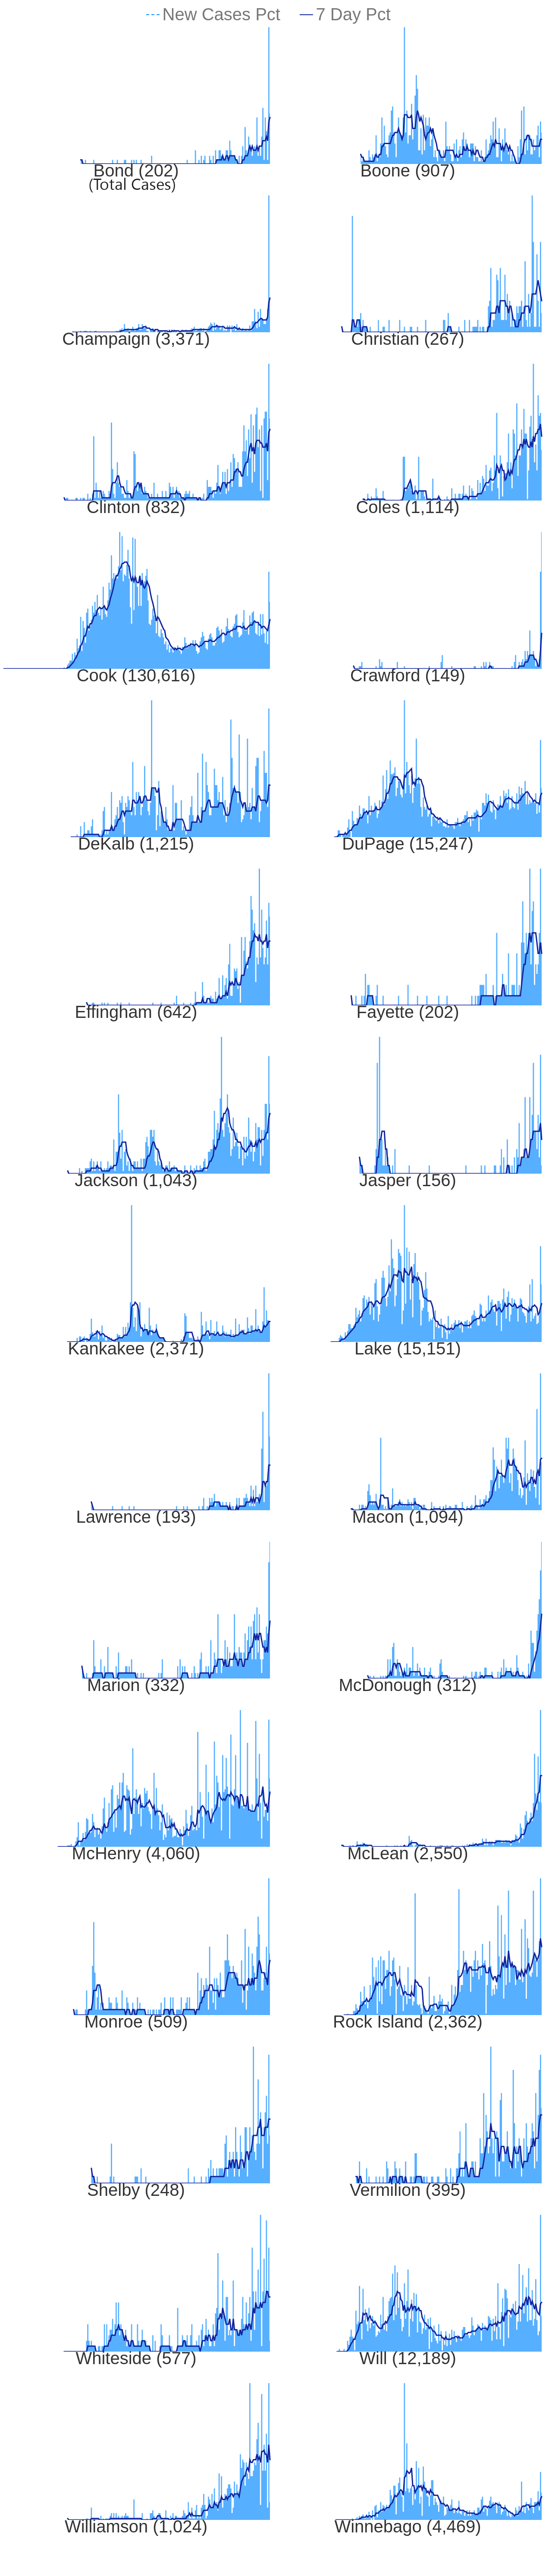 New Cases Pct 7 Day Pct
Bond (202) Boone (907)
(Total Cases)
Champaign (3,371) Christian (267)
Clinton (832) Coles (1,114)
Cook (130,616) Crawford (149)
DeKalb (1,215) DuPage (15,247)
Effingham (642) Fayette (202)
Jackson (1,043) Jasper (156)
Kankakee (2,371) Lake (15,151)
Lawrence (193) Macon (1,094)
Marion (332) McDonough (312)
McHenry (4,060) McLean (2,550)
Monroe (509) Rock Island (2,362)
Shelby (248) Vermilion (395)
Whiteside (577) Will (12,189)
Williamson (1,024) Winnebago (4,469)